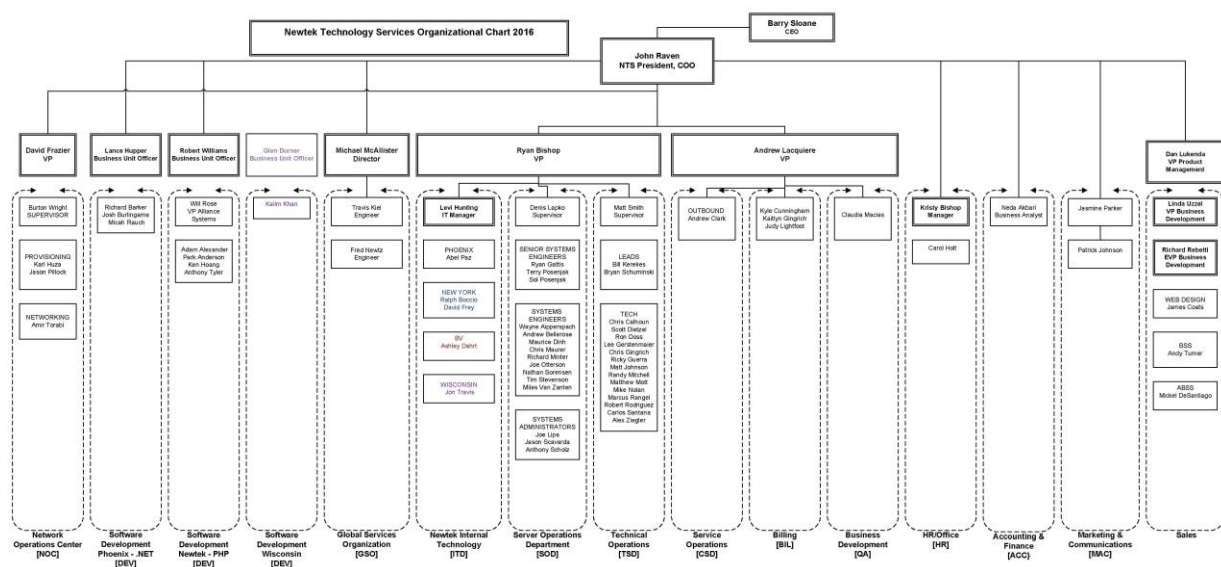 Newtek Technology Services Organizational Chart 2016
Barry Sloane
CEO
John Raven
NTS President, COO
David Frazier
VP
Lance Hupper
Business Unit Officer
Robert Williams
Business Unit Officer
Glen Dorner
Business Unit Officer
Michael McAllister
Director
Ryan Bishop
VP
Andrew Lacquiere
VP
Dan Lukenda
VP Product
Management
Burton Wright
SUPERVISOR
PROVISIONING
Karl Huza
Jason Pillock
NETWORKING
Amir Tarabi
Network
Operations Center
[NOC]
Richard Barker
Josh Burlingame
Micah Rauch
Software
Development
Phoenix - .NET
[DEV]
Will Rose
VP Alliance
Systems
Adam Alexander
Park Anderson
Ken Hoang
Anthony Tyler
Software
Development
Newtek - PHP
[DEV]
Kalim Khan
Software
Development
Wisconsin
[DEV]
Travis Kiel
Engineer
Fred Newtz
Engineer
Global Services
Organization
[GSO]
Levi Hunting
IT Manager
PHOENIX
Abel Paz
NEW YORK
Ralph Boccio
David Frey
BV
Ashley Dahrt
WISCONSIN
Jon Travis
Newtek Internal
Technology
[ITD]
Denis Lapko
Supervisor
SENIOR SYSTEMS
ENGINEERS
Ryan Gattis
Terry Posenjak
Sol Posenjak
SYSTEMS
ENGINEERS
Wayne Aipperspach
Andrew Bellerose
Maurice Dinh
Chris Maurer
Richard Minter
Joe Otterson
Nathan Sorensen
Tim Stevenson
Miles Van Zanten
SYSTEMS
ADMINISTRATORS
Joe Lipa
Jason Scavarda
Anthony Scholz
Server Operations
Department
[SOD]
Matt Smith
Supervisor
LEADS
Bill Kerekes
Bryan Schuminski
TECH
Chris Calhoun
Scott Dietzel
Ron Doss
Lee Gerstenmaier
Chris Gingrich
Ricky Guerra
Matt Johnson
Randy Mitchell
Matthew Mott
Mike Nolan
Marcus Rangel
Robert Rodriguez
Carlos Santana
Alex Ziegler
Technical
Operations
[TSD]
OUTBOUND
Andrew Clark
Service
Operations
[CSD]
Kyle Cunningham
Kaitlyn Gingrich
Judy Lightfoot
Billing
[BIL]
Claudia Macias
Business
Development
[QA]
Kristy Bishop
Manager
Carol Holt
HR/Office
[HR]
Neda Akbari
Business Analyst
Accounting &
Finance
[ACC}
Jasmine Parker
Patrick Johnson
Marketing &
Communications
[MAC]
Linda Uzzel
VP Business
Development
Richard Rebetti
EVP Business
Development
WEB DESIGN
James Coats
BSS
Andy Turner
ABSS
Mickel DeSantiago
Sales